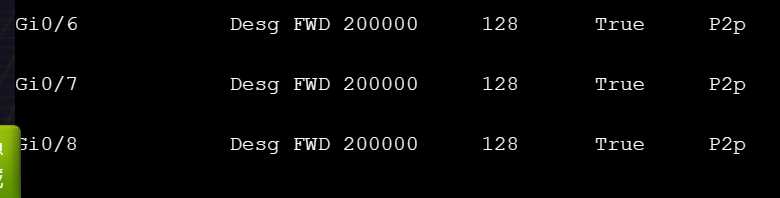 Gi0/6 Desg FWD 200000 128 True P2p
Gi0/7 Desg FWD 200000 128 True P2p
Gi0/8 Desg FWD 200000 128 True P2p